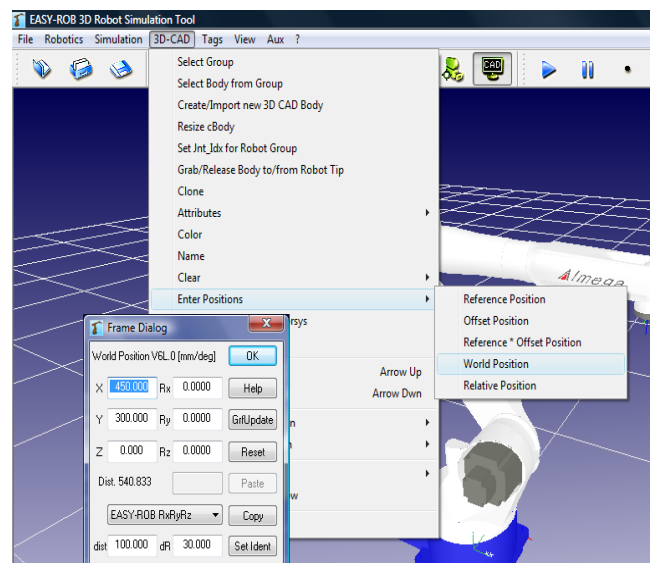 EASY-ROB 3D Robot Simulation Tool
File Robotics Simulation 3D-CAD Tags View Aux ?
CAD
Select Group
Select Body from Group
Create/Import new 3D CAD Body
Resize cBody
Set Jnt_Idx for Robot Group
Grab/Release Body to/from Robot Tip
Clone
Attributes
Color
Name
Clear
Enter Positions
Arrow Up
Arrow Dwn
Reference Position
Offset Position
Reference * Offset Position
World Position
Relative Position
Almega
Frame Dialog
World Position V6L.0 [mm/deg] OK
X 450.000 Rx 0.0000 Help
Y 300.000 Ry 0.0000 GrfUpdate
Z 0.000 Rz 0.0000 Reset
Dist. 540.833 Paste
EASY-ROB RxRyRz Copy
dist 100.000 dR 30.000 Set Ident